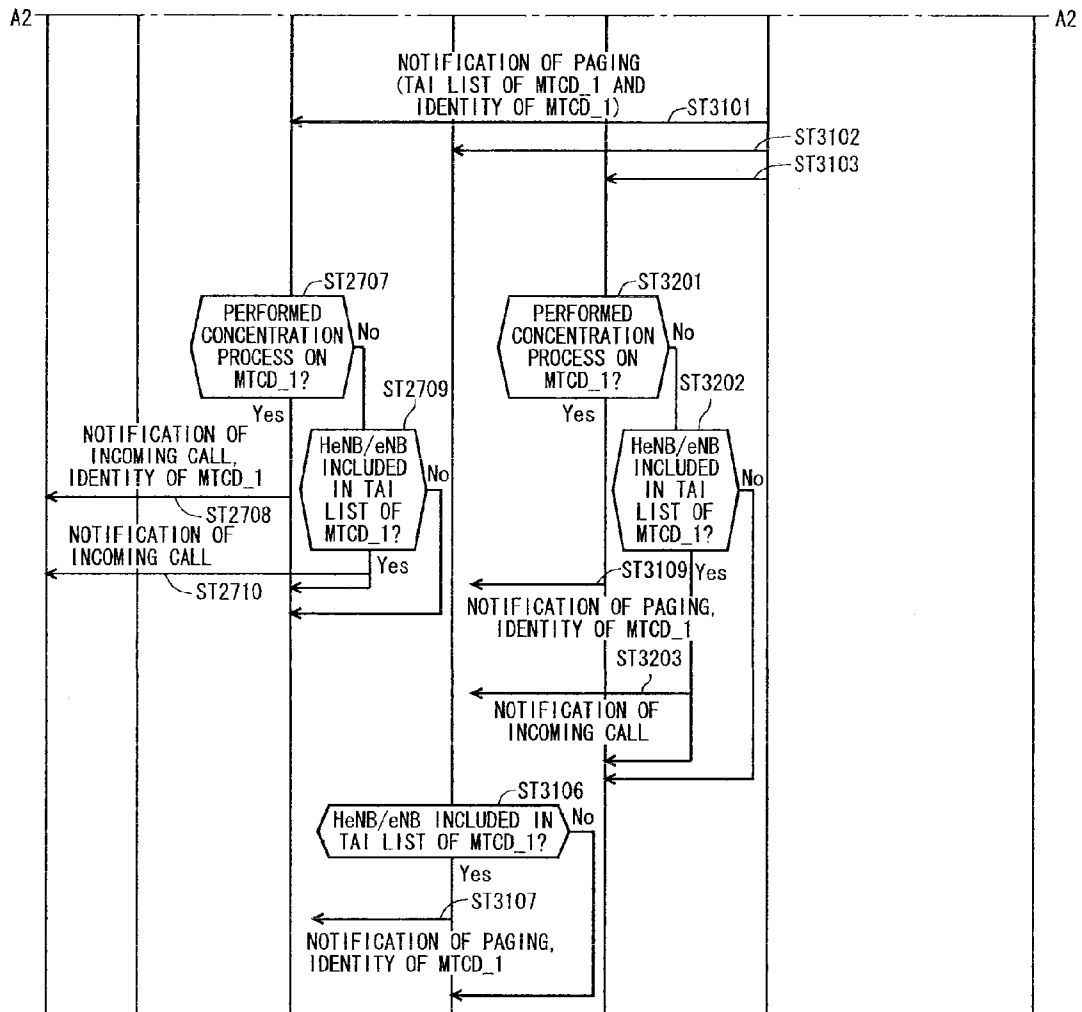 A2
A2
NOTIFICATION OF PAGING
(TAI LIST OF MTCD_1 AND
IDENTITY OF MTCD_1)
ST3101
ST3102
ST3103
ST2707
PERFORMED
CONCENTRATION
PROCESS ON
MTCD_1?
No
Yes
ST3201
PERFORMED
CONCENTRATION
PROCESS ON
MTCD_1?
No
Yes
ST2709
HeNB/eNB
INCLUDED
IN TAI
LIST OF
MTCD_1?
No
Yes
ST3202
HeNB/eNB
INCLUDED
IN TAI
LIST OF
MTCD_1?
No
Yes
NOTIFICATION OF
INCOMING CALL,
IDENTITY OF MTCD_1
ST2708
NOTIFICATION OF
INCOMING CALL
ST2710
ST3109
NOTIFICATION OF PAGING,
IDENTITY OF MTCD_1
ST3203
NOTIFICATION OF
INCOMING CALL
ST3106
HeNB/eNB INCLUDED IN
TAI LIST OF MTCD_1?
No
Yes
ST3107
NOTIFICATION OF PAGING,
IDENTITY OF MTCD_1